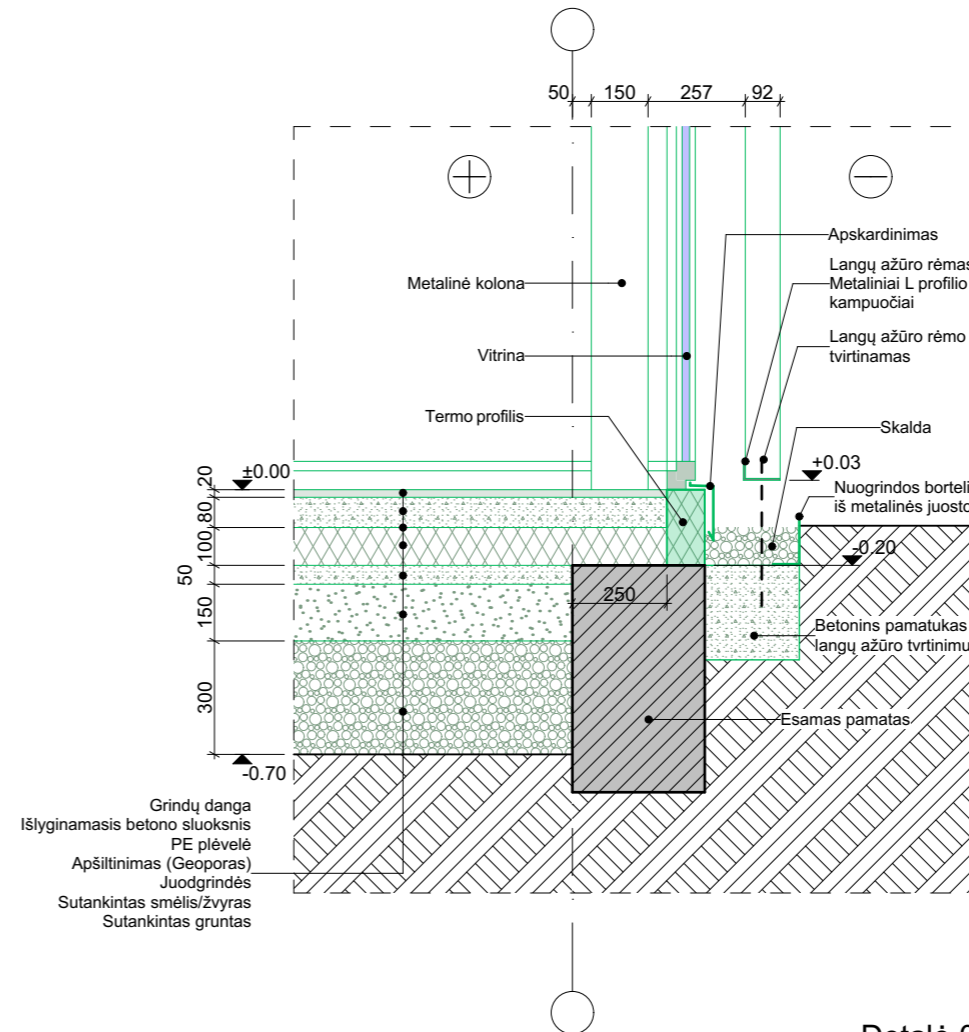 50 150 257 92
Apskardinimas
Langų ažūro rėmas
Metaliniai L profilio
kampuočiai
Metalinė kolona
Langų ažūro rėmo
tvirtinamas
Vitrina
Termo profilis
Skalda
+0.03
±0.00
20
Nuogrindos borteli
iš metalinės juosto
80
100
-0.20
50
250
150
Betonins pamatukas
langų ažūro tvrtinimu
300
Esamas pamatas
-0.70
Grindų danga
Išlyginamasis betono sluoksnis
PE plėvelė
Apšiltinimas (Geoporas)
Juodgrindės
Sutankintas smėlis/žvyras
Sutankintas gruntas